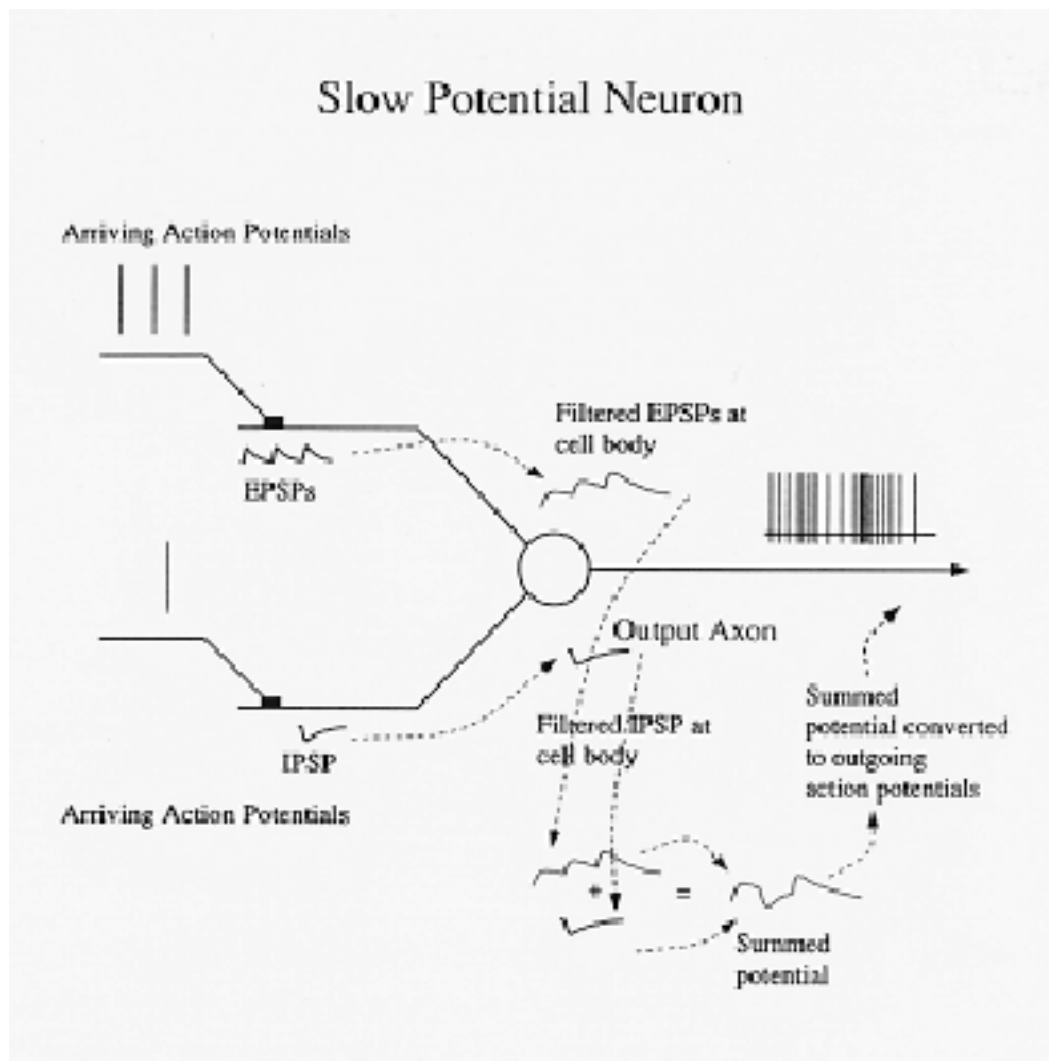 Slow Potential Neuron
Arriving Action Potentials
Filtered EPSPs at
cell body
EPSPs
Output Axon
Filtered IPSP at
cell body
IPSP
Summed
potential converted
to outgoing
action potentials
Arriving Action Potentials
+
=
Summed
potential